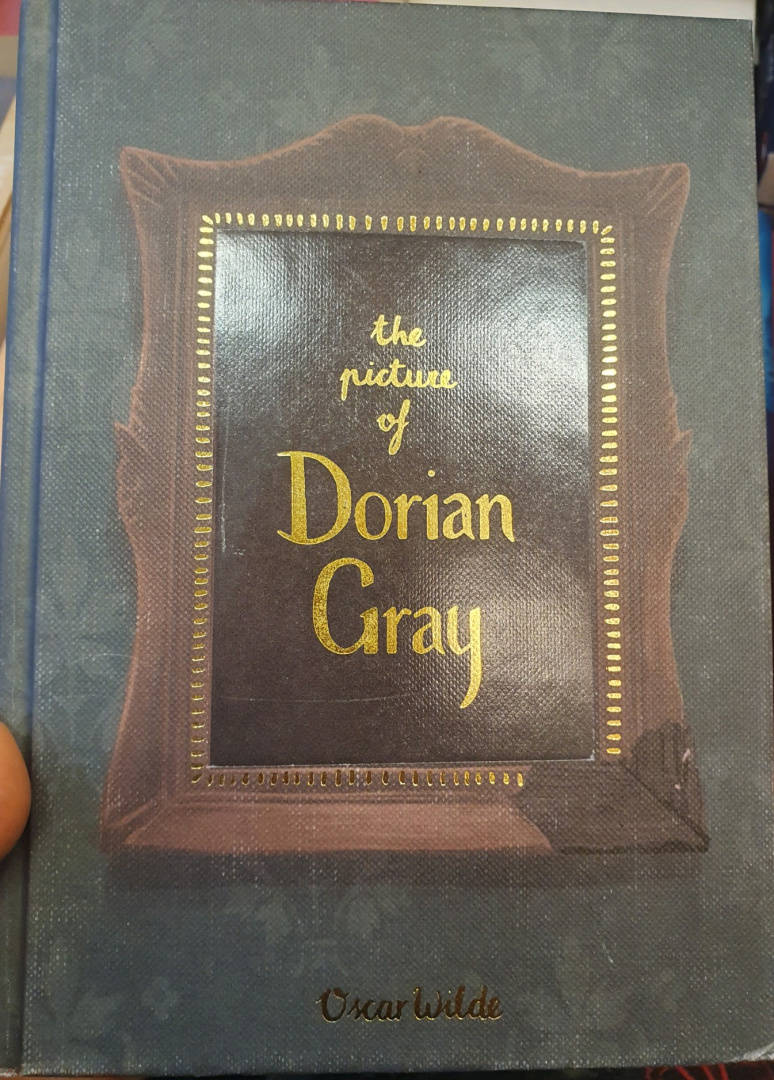 the
picture
of
Dorian
Gray
Oscar Wilde